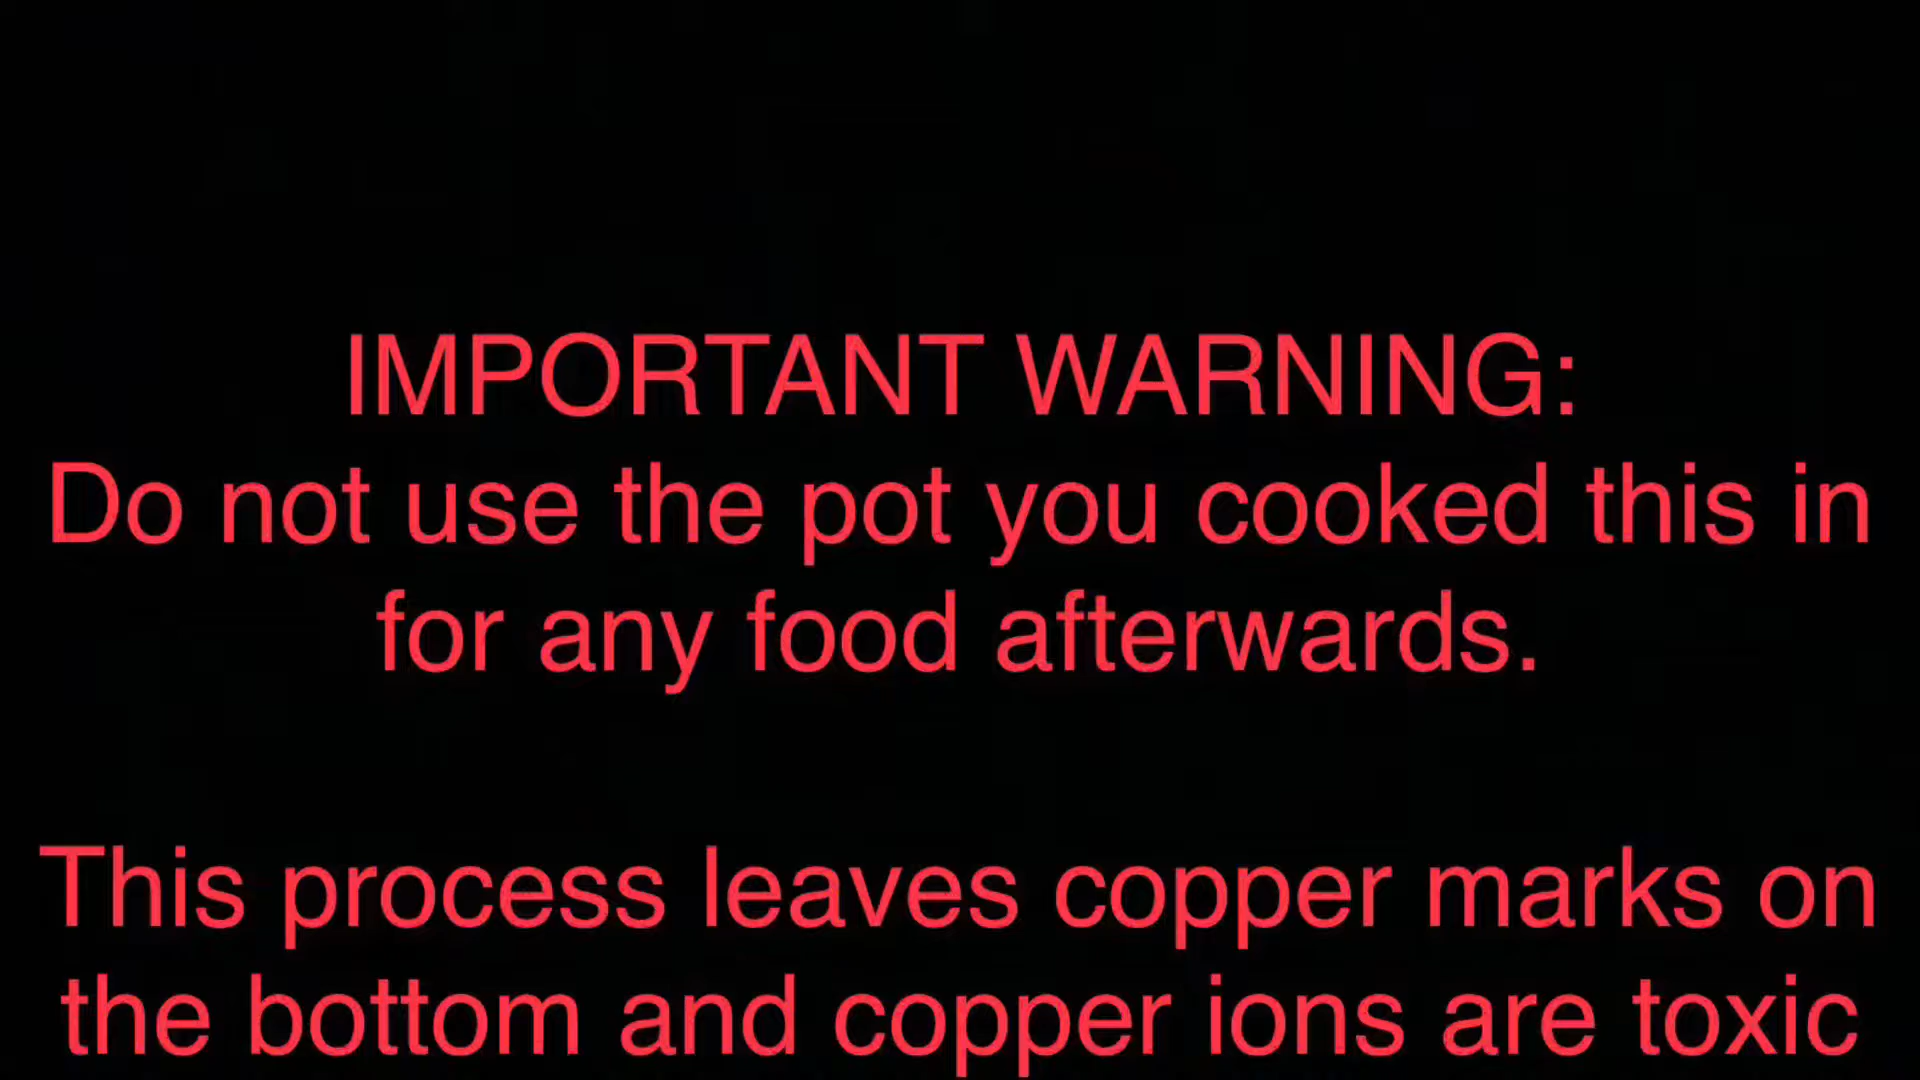 IMPORTANT WARNING:
Do not use the pot you cooked this in
for any food afterwards.
This process leaves copper marks on
the bottom and copper ions are toxic